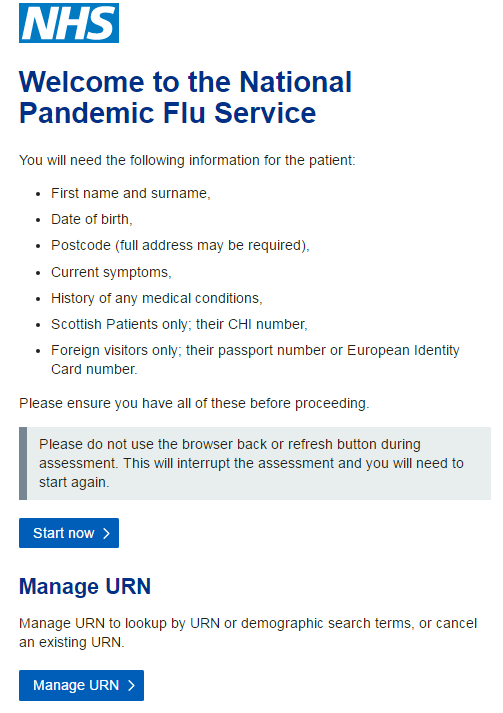 NHS
Welcome to the National
Pandemic Flu Service
You will need the following information for the patient:
• First name and surname,
• Date of birth,
• Postcode (full address may be required),
• Current symptoms,
• History of any medical conditions,
• Scottish Patients only; their CHI number,
• Foreign visitors only; their passport number or European Identity
Card number.
Please ensure you have all of these before proceeding.
Please do not use the browser back or refresh button during
assessment. This will interrupt the assessment and you will need to
start again.
Start now
Manage URN
Manage URN to lookup by URN or demographic search terms, or cancel
an existing URN.
Manage URN